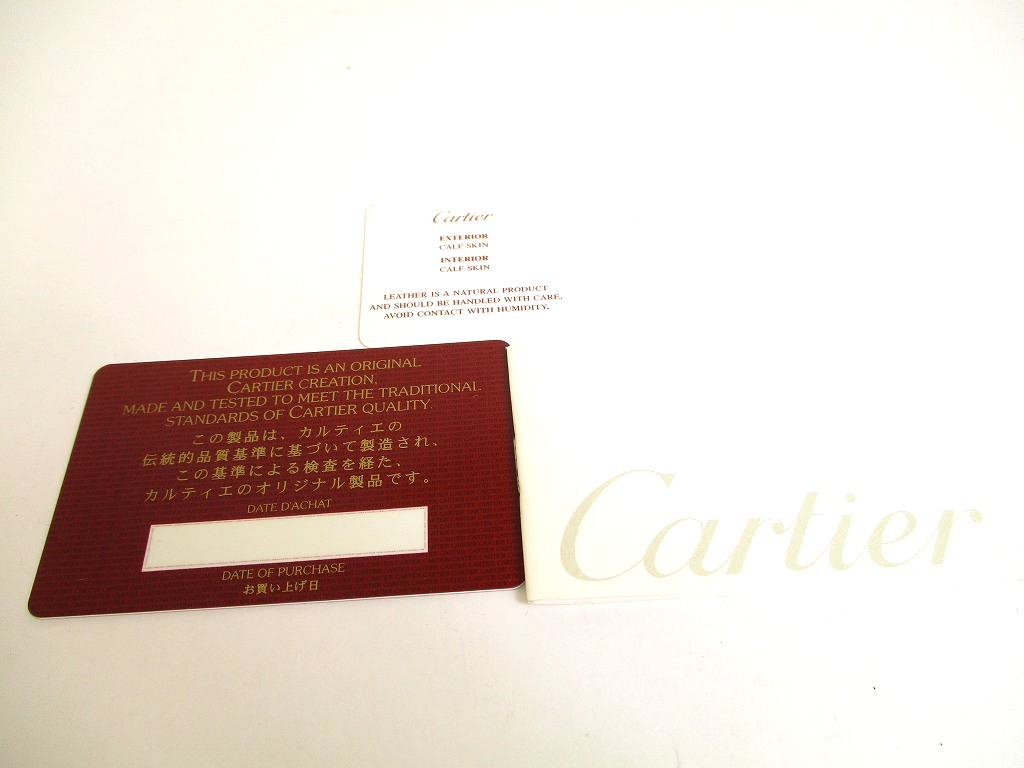 Cartier
EXTERIOR
CALF SKIN
INTERIOR
CALF SKIN
LEATHER IS A NATURAL PRODUCT
AND SHOULD BE HANDLED WITH CARE.
AVOID CONTACT WITH HUMIDITY.
THIS PRODUCT IS AN ORIGINAL
CARTIER CREATION,
MADE AND TESTED TO MEET THE TRADITIONAL
STANDARDS OF CARTIER QUALITY.
この製品は、カルティエの
伝統的品質基準に基づいて製造され、
この基準による検査を経た、
カルティエのオリジナル製品です。
DATE D'ACHAT
DATE OF PURCHASE
お買い上げ日
Cartier